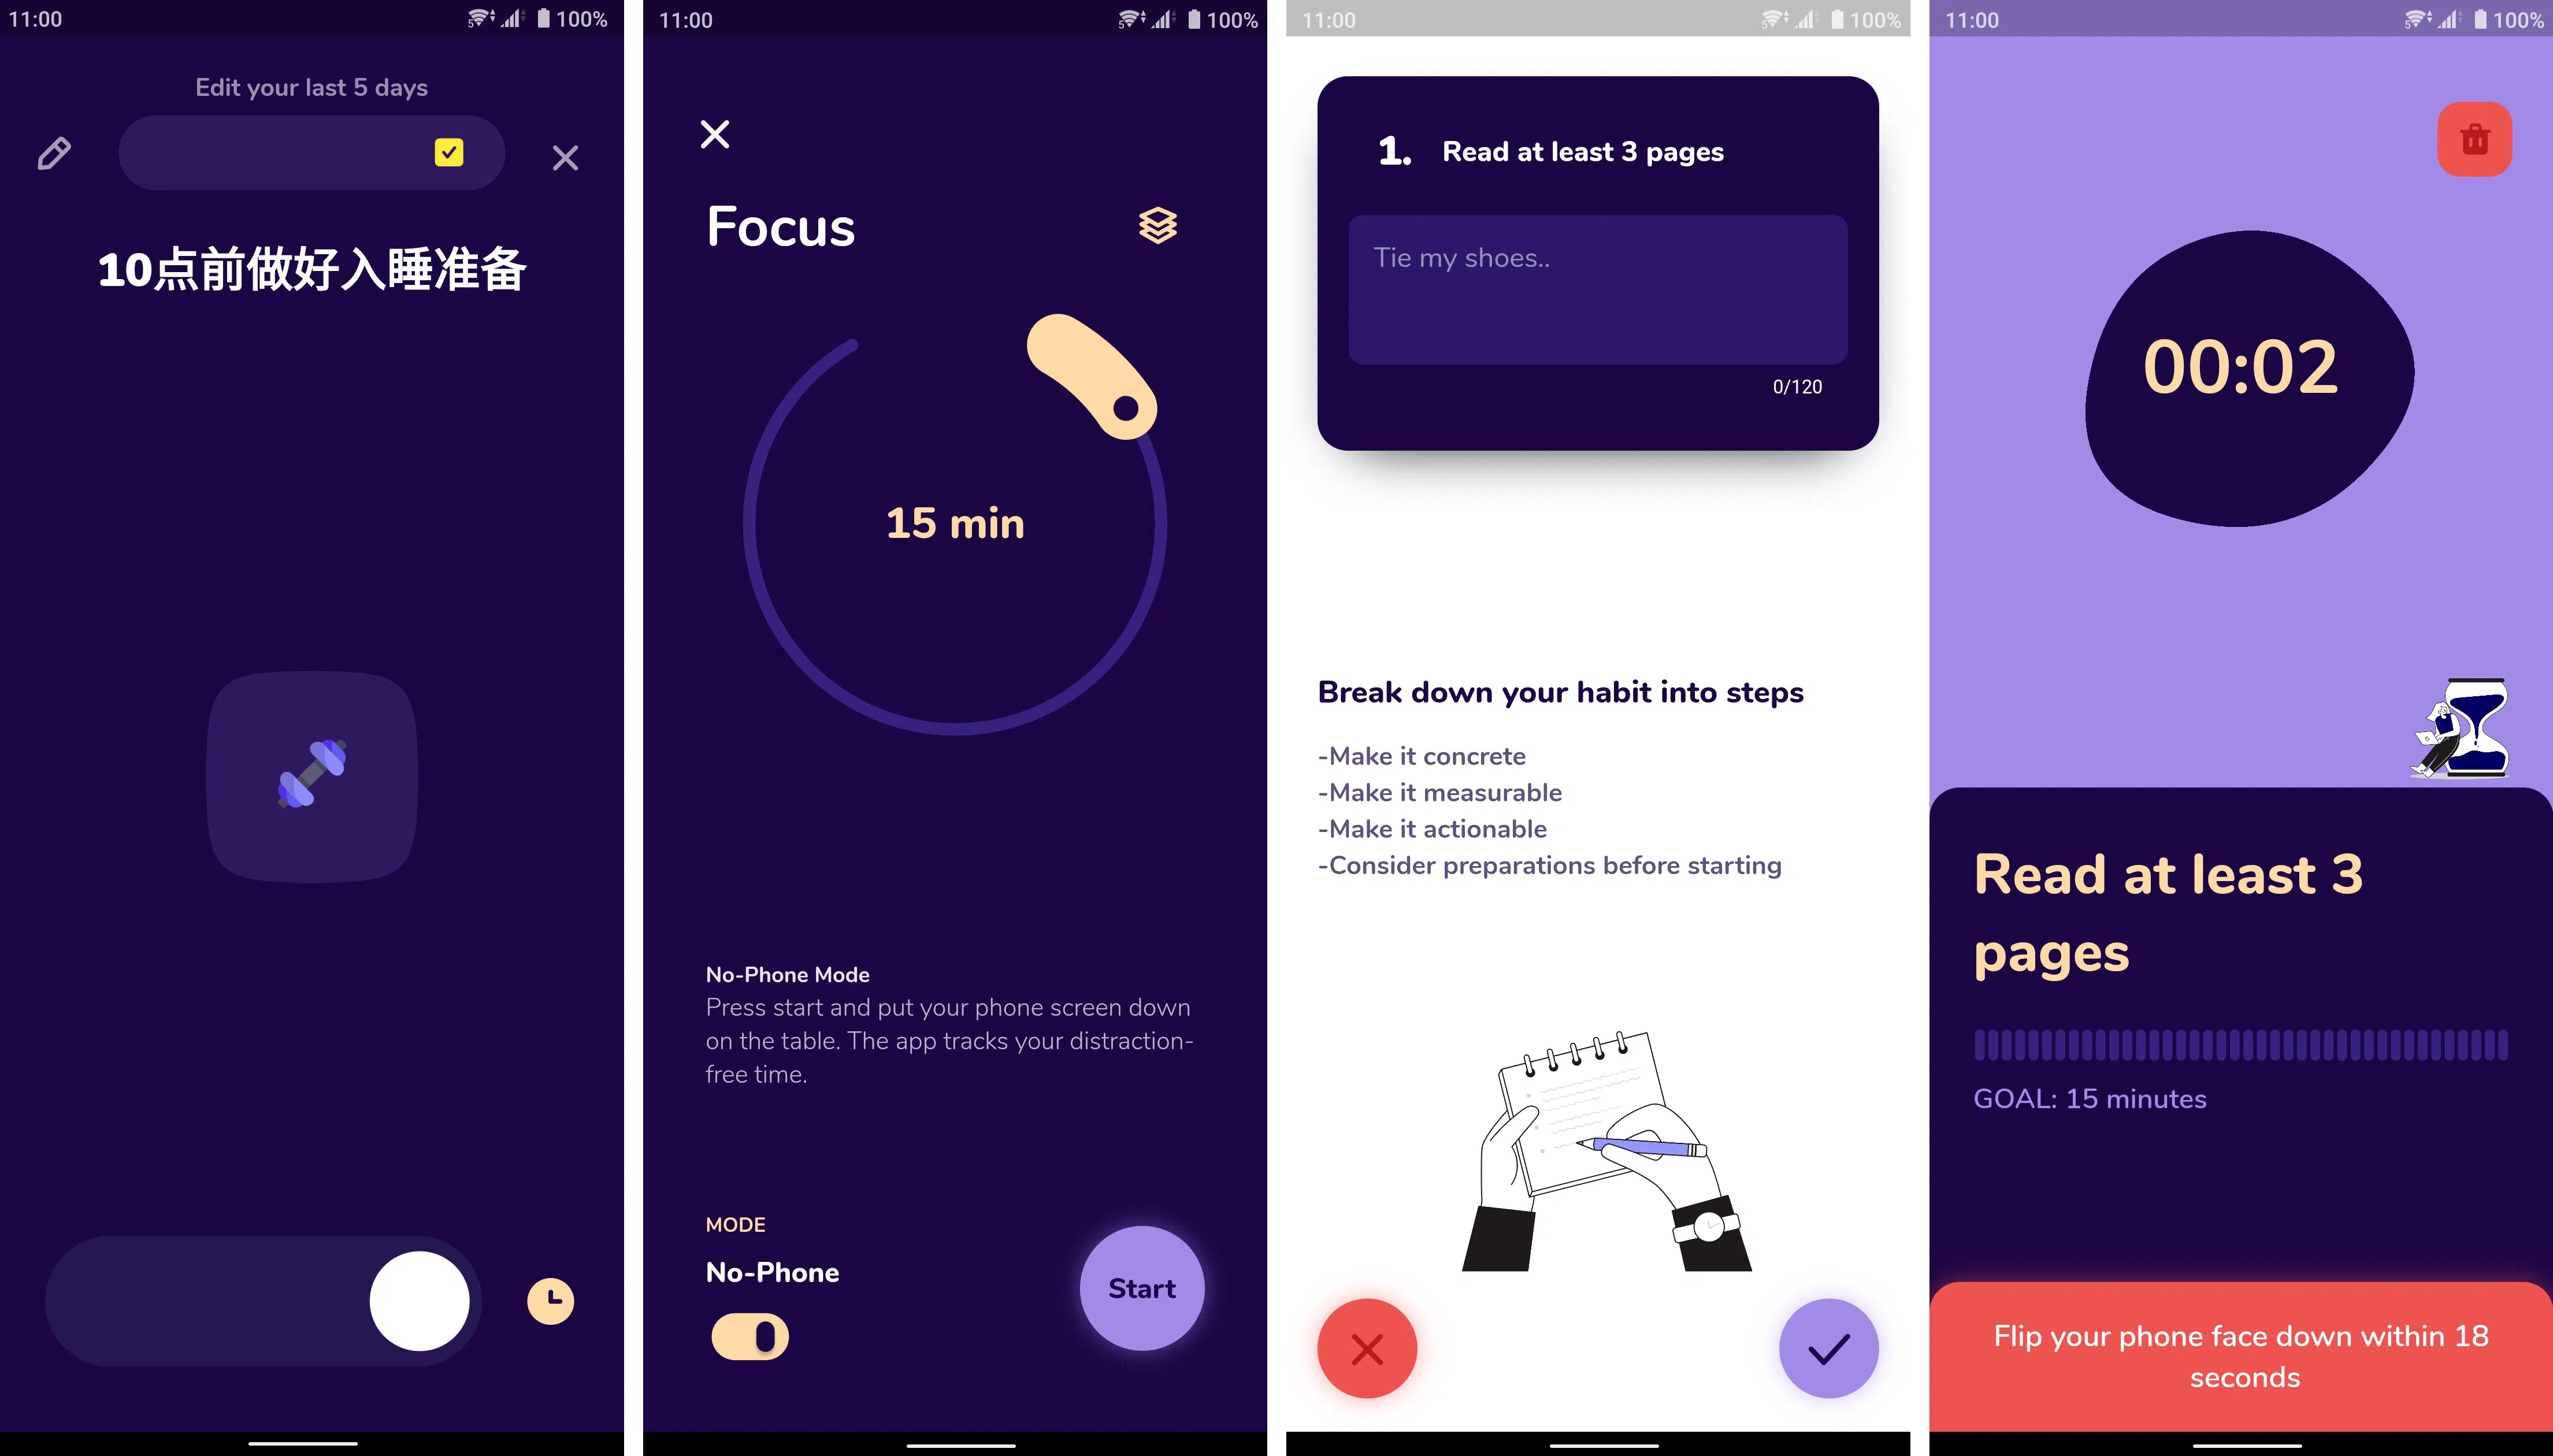 11:00
5
100%
Edit your last 5 days
10点前做好入睡准备
11:00
5
100%
Focus
15 min
No-Phone Mode
Press start and put your phone screen down
on the table. The app tracks your distraction-
free time.
MODE
No-Phone
Start
11:00
5
100%
1. Read at least 3 pages
Tie my shoes..
0/120
Break down your habit into steps
-Make it concrete
-Make it measurable
-Make it actionable
-Consider preparations before starting
11:00
5
100%
00:02
Read at least 3
pages
GOAL: 15 minutes
Flip your phone face down within 18
seconds